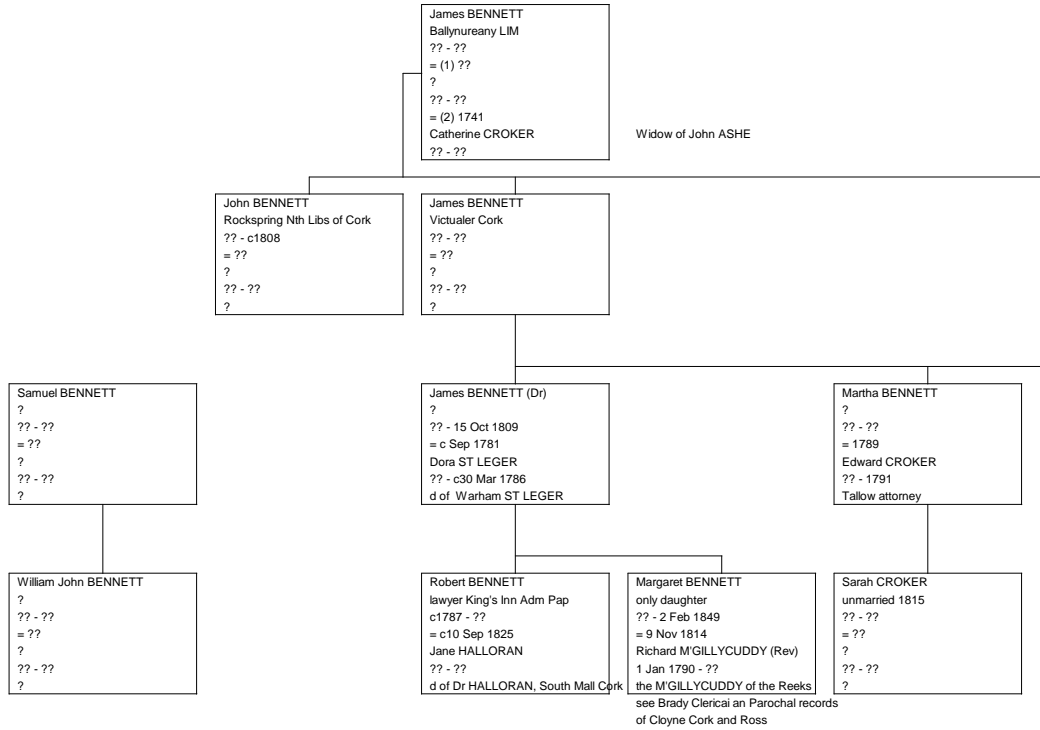 James BENNETT
Ballynureany LIM
?? - ??
= (1) ??
?
?? - ??
= (2) 1741
Catherine CROKER
?? - ??
Widow of John ASHE
John BENNETT
Rockspring Nth Libs of Cork
?? - c1808
= ??
?
?? - ??
?
James BENNETT
Victualer Cork
?? - ??
= ??
?
?? - ??
?
Samuel BENNETT
?
?? - ??
= ??
?
?? - ??
?
James BENNETT (Dr)
?
?? - 15 Oct 1809
= c Sep 1781
Dora ST LEGER
?? - c30 Mar 1786
d of  Warham ST LEGER
Martha BENNETT
?
?? - ??
= 1789
Edward CROKER
?? - 1791
Tallow attorney
William John BENNETT
?
?? - ??
= ??
?
?? - ??
?
Robert BENNETT
lawyer King's Inn Adm Pap
c1787 - ??
= c10 Sep 1825
Jane HALLORAN
?? - ??
d of Dr HALLORAN, South Mall Cork
Margaret BENNETT
only daughter
?? - 2 Feb 1849
= 9 Nov 1814
Richard M'GILLYCUDDY (Rev)
1 Jan 1790 - ??
the M'GILLYCUDDY of the Reeks
see Brady Clericai an Parochal records
of Cloyne Cork and Ross
Sarah CROKER
unmarried 1815
?? - ??
= ??
?
?? - ??
?